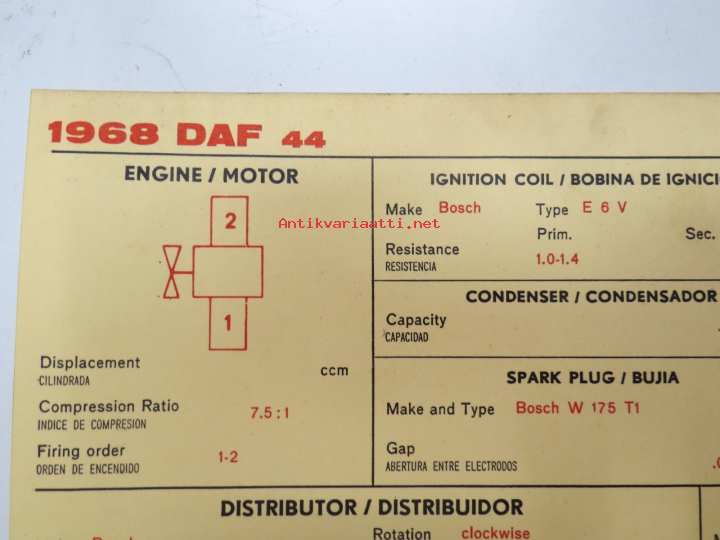 1968 DAF 44
ENGINE / MOTOR
2
1
Displacement ccm
CILINDRADA
Compression Ratio 7.5 : 1
INDICE DE COMPRESIÓN
Firing order 1-2
ORDEN DE ENCENDIDO
IGNITION COIL / BOBINA DE IGNICI
Make Bosch Type E 6 V
Prim. Sec.
Resistance 1.0-1.4
RESISTENCIA
CONDENSER / CONDENSADOR
Capacity
CAPACIDAD
SPARK PLUG / BUJIA
Make and Type Bosch W 175 T1
Gap
ABERTURA ENTRE ELECTRODOS
DISTRIBUTOR / DISTRIBUIDOR
Rotation clockwise
Antikvariaatti.net